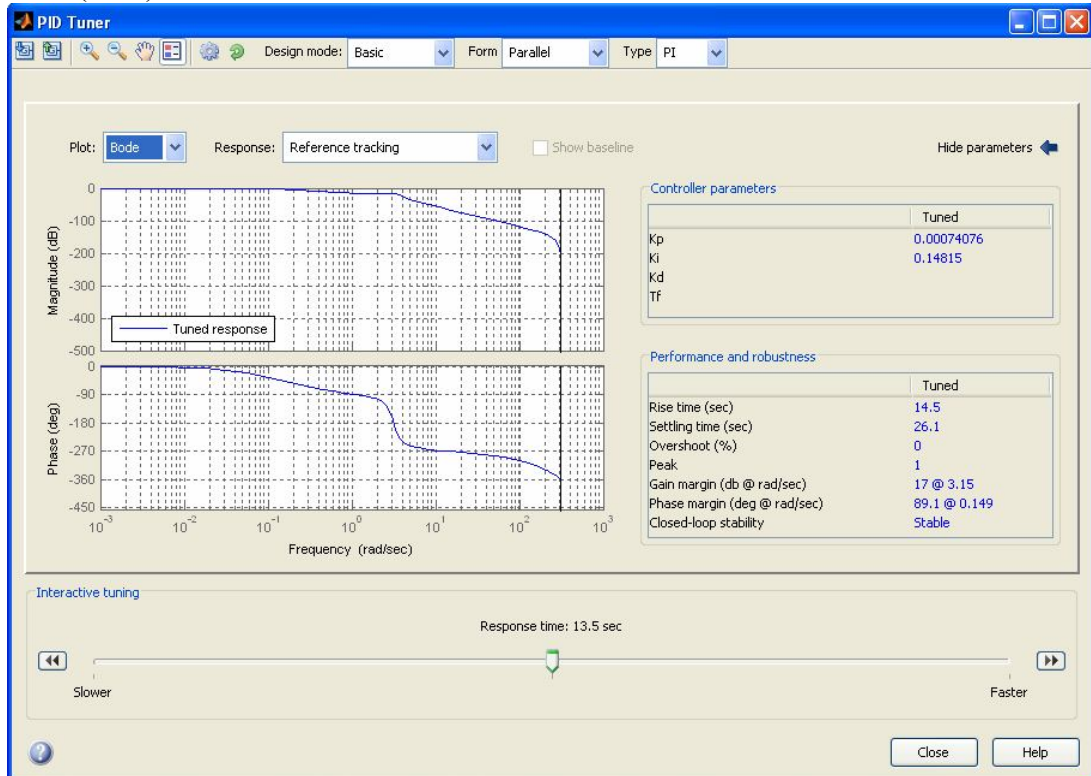 PID Tuner
Design mode: Basic Form Parallel Type PI
Plot: Bode Response: Reference tracking Show baseline Hide parameters
Magnitude (dB)
0
-100
-200
-300
-400
-500
Tuned response
Phase (deg)
0
-90
-180
-270
-360
-450
10^-3 10^-2 10^-1 10^0 10^1 10^2 10^3
Frequency (rad/sec)
Controller parameters
Tuned
Kp 0.00074076
Ki 0.14815
Kd
Tf
Performance and robustness
Tuned
Rise time (sec) 14.5
Settling time (sec) 26.1
Overshoot (%) 0
Peak 1
Gain margin (db @ rad/sec) 17 @ 3.15
Phase margin (deg @ rad/sec) 89.1 @ 0.149
Closed-loop stability Stable
Interactive tuning
Response time: 13.5 sec
Slower Faster
Close Help